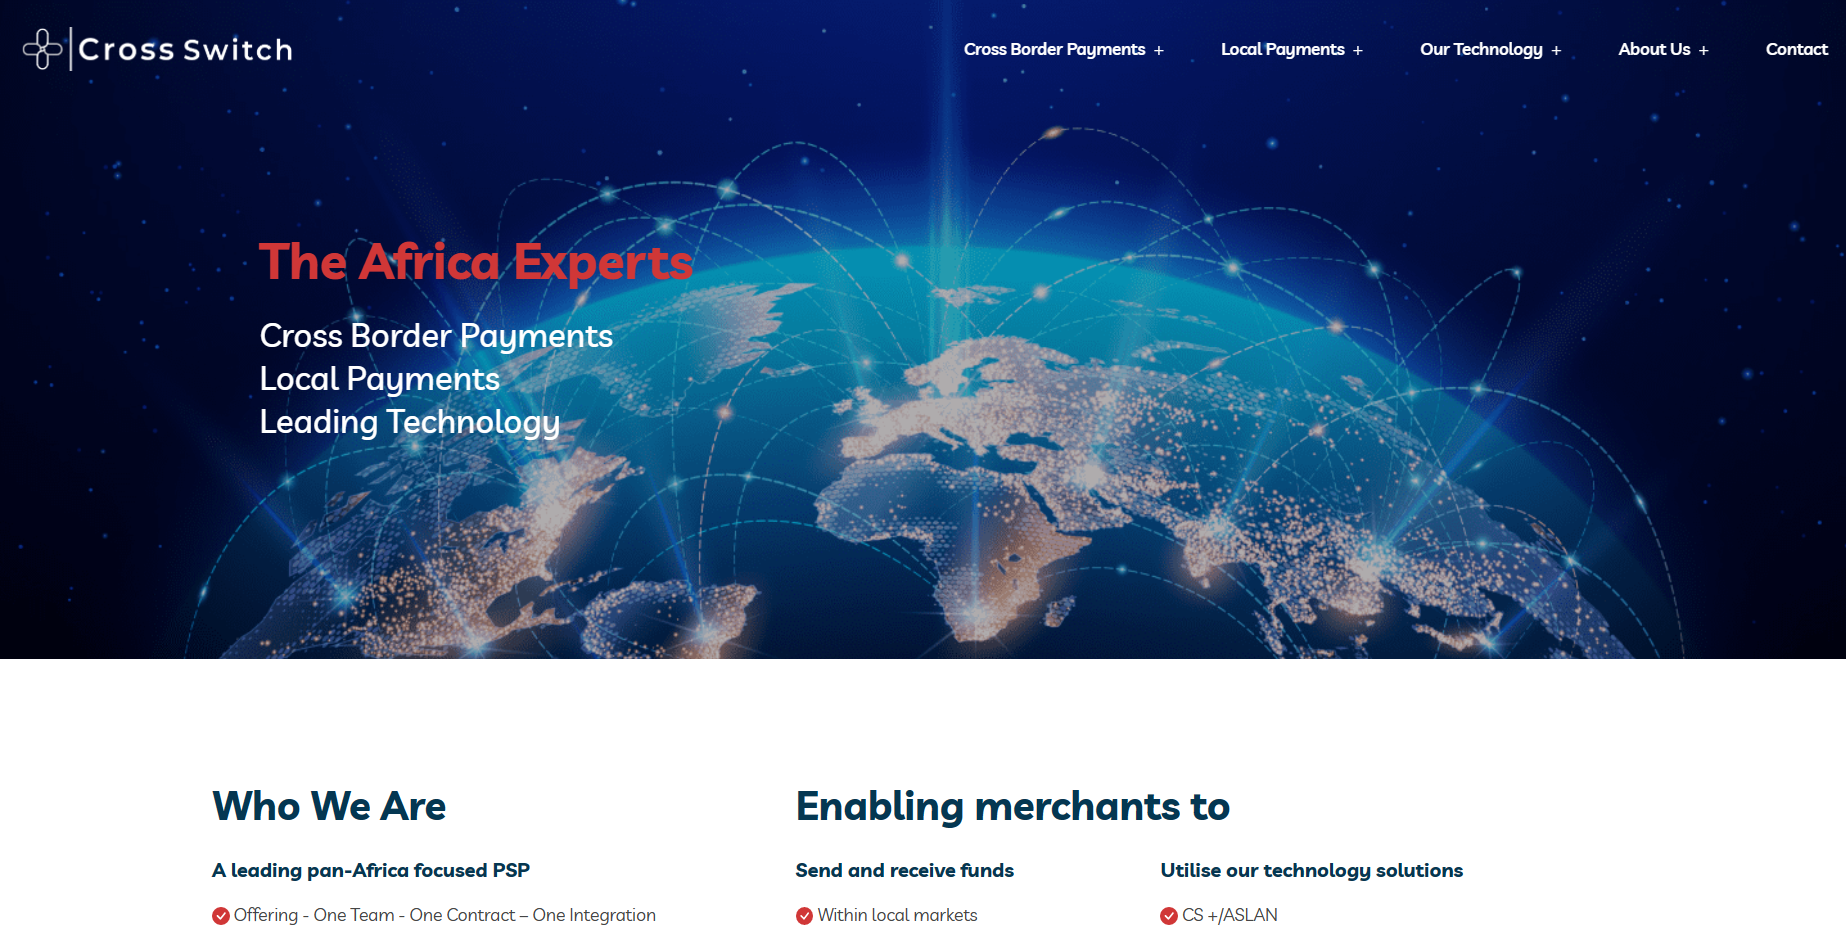 Cross Switch
Cross Border Payments +
Local Payments +
Our Technology +
About Us +
Contact
The Africa Experts
Cross Border Payments
Local Payments
Leading Technology
Who We Are
A leading pan-Africa focused PSP
Offering - One Team - One Contract – One Integration
Enabling merchants to
Send and receive funds
Within local markets
Utilise our technology solutions
CS +/ASLAN